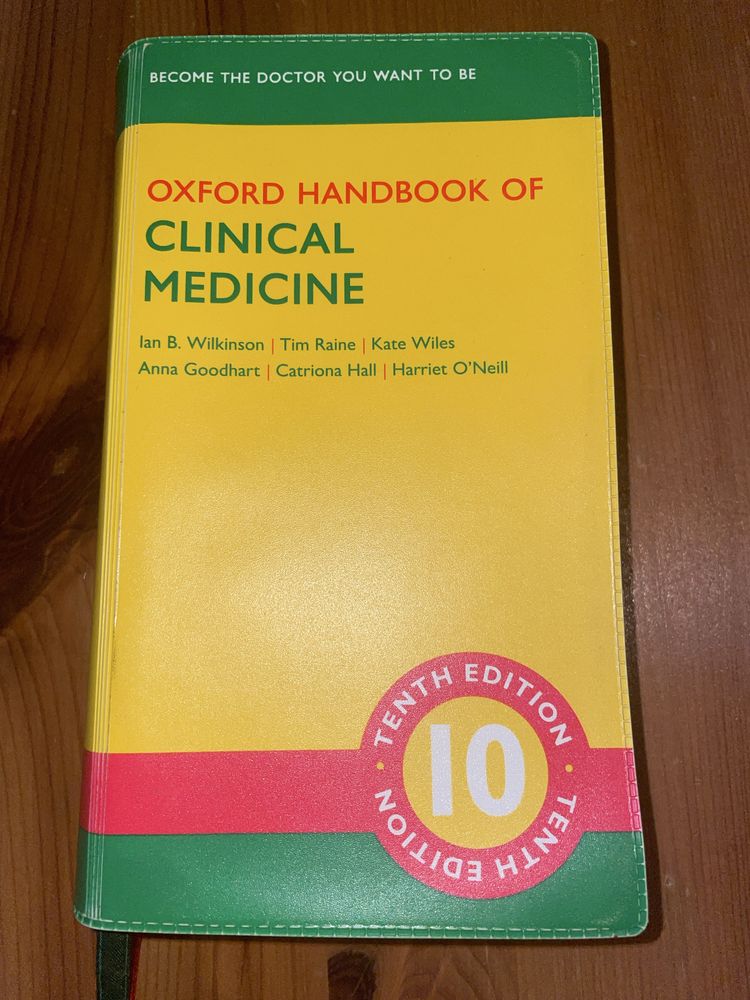 BECOME THE DOCTOR YOU WANT TO BE
OXFORD HANDBOOK OF
CLINICAL
MEDICINE
Ian B. Wilkinson | Tim Raine | Kate Wiles
Anna Goodhart | Catriona Hall | Harriet O'Neill
TENTH EDITION
10
TENTH EDITION